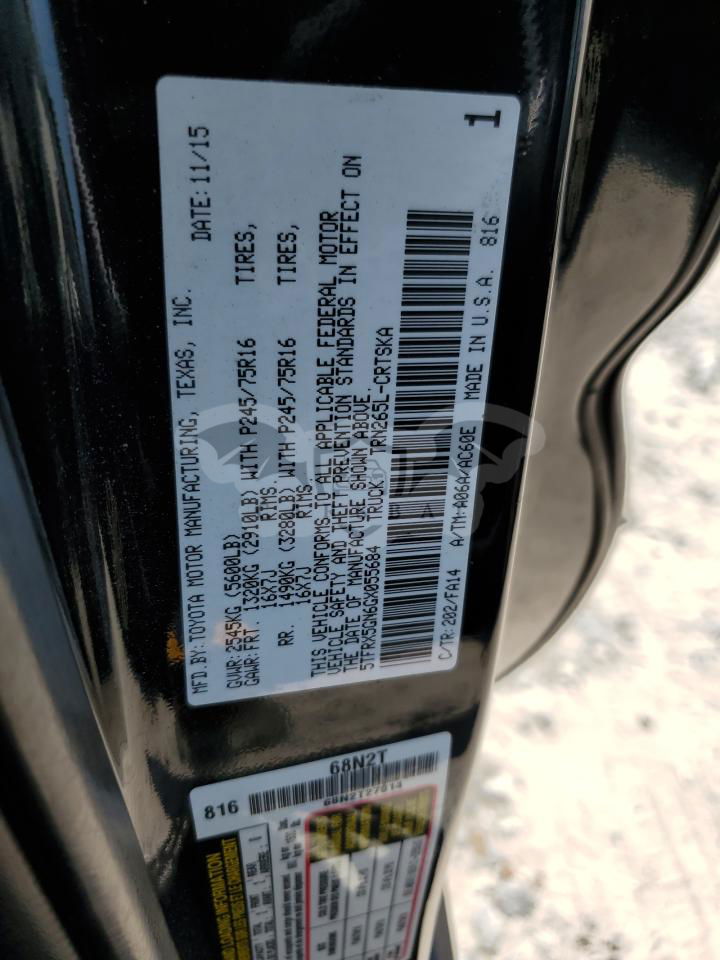 MFD.BY:TOYOTA MOTOR MANUFACTURING, TEXAS, INC. DATE:11/15
GVWR:2545KG (5600LB)
GAWR:FRT. 1320KG (2910LB) WITH P245/75R16 TIRES,
16X7J RIMS,
RR. 1490KG (3280LB) WITH P245/75R16 TIRES,
16X7J RIMS.
THIS VEHICLE CONFORMS TO ALL APPLICABLE FEDERAL MOTOR
VEHICLE SAFETY AND THEFT PREVENTION STANDARDS IN EFFECT ON
THE DATE OF MANUFACTURE SHOWN ABOVE.
5TFRX5GN6GX055684 TRUCK: TRN265L-CRTSKA
C/TR:202/FA14 A/TM:A06A/AC60E MADE IN U.S.A. 816
1
816 68N2T
68N2T27814
LOADING INFORMATION